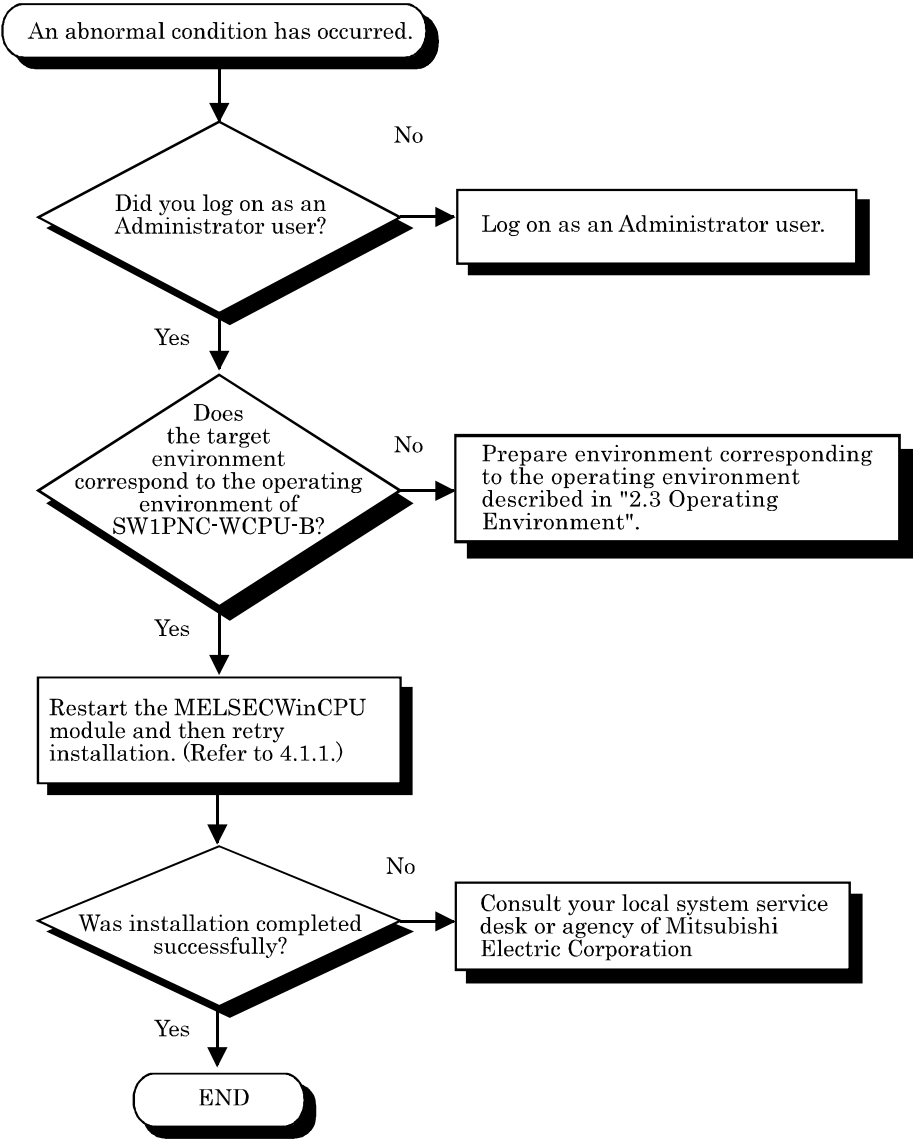 An abnormal condition has occurred.
No
Did you log on as an
Administrator user?
Log on as an Administrator user.
Yes
Does
the target
environment
correspond to the operating
environment of
SW1PNC-WCPU-B?
No
Prepare environment corresponding
to the operating environment
described in "2.3 Operating
Environment".
Yes
Restart the MELSECWinCPU
module and then retry
installation. (Refer to 4.1.1.)
No
Was installation completed
successfully?
Consult your local system service
desk or agency of Mitsubishi
Electric Corporation
Yes
END